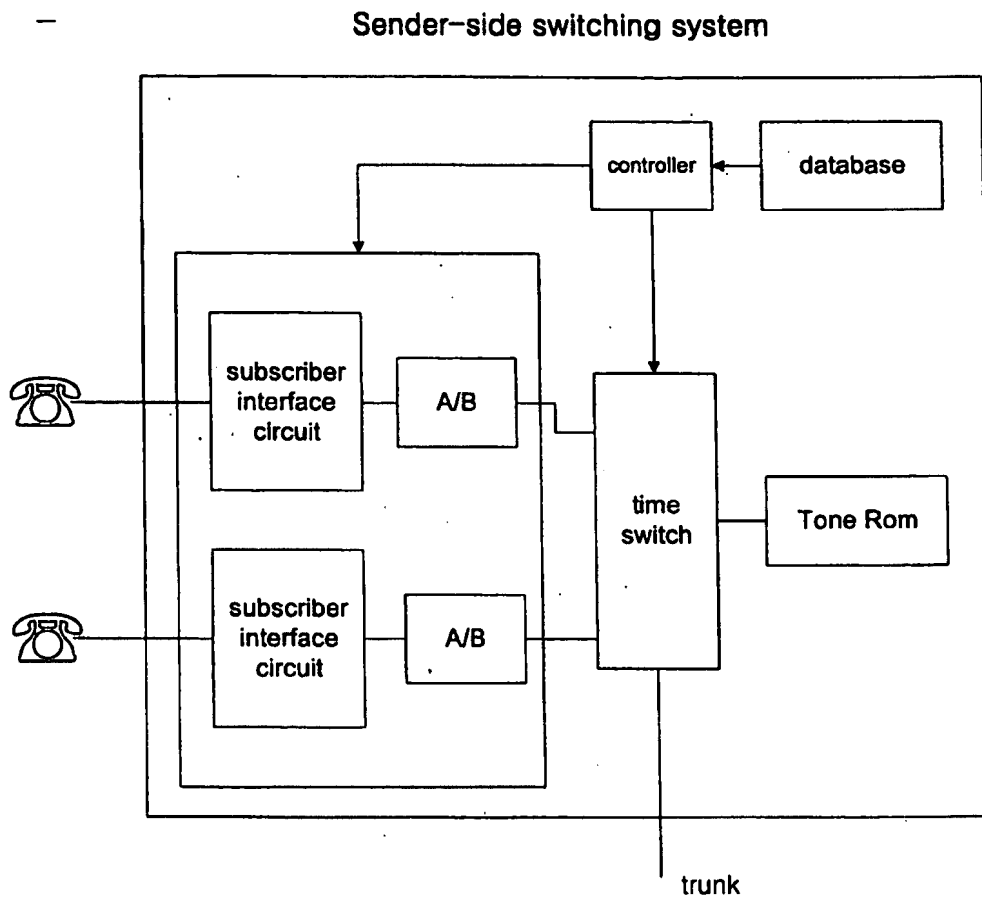 Sender-side switching system
controller
database
subscriber
interface
circuit
A/B
time
switch
Tone Rom
subscriber
interface
circuit
A/B
trunk